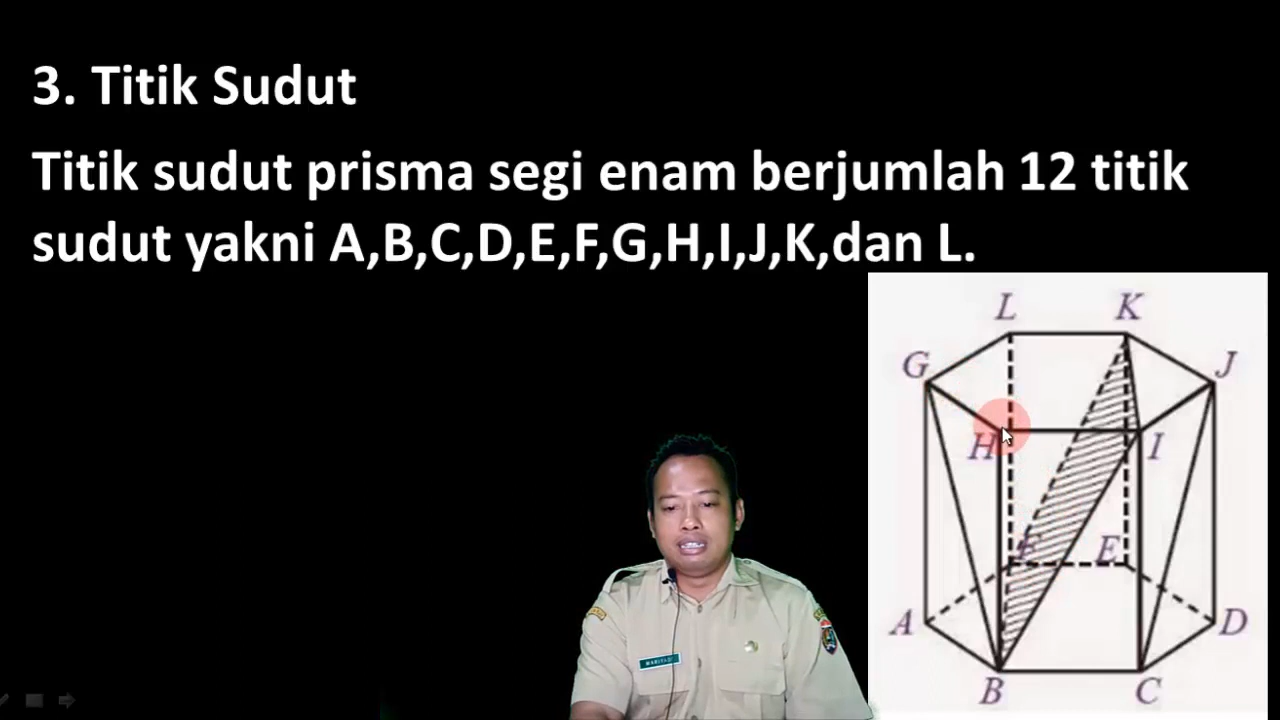 3. Titik Sudut
Titik sudut prisma segi enam berjumlah 12 titik
sudut yakni A,B,C,D,E,F,G,H,I,J,K,dan L.
L K
G J
H I
F E
A D
B C